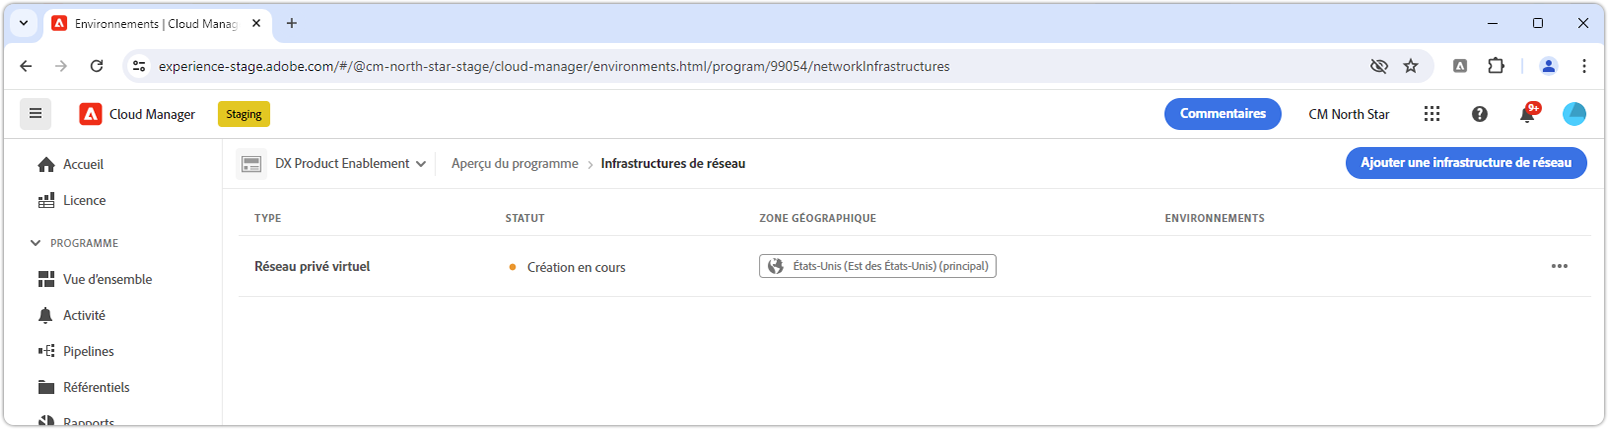 Environnements | Cloud Manag
experience-stage.adobe.com/#/@cm-north-star-stage/cloud-manager/environments.html/program/99054/networkInfrastructures
Cloud Manager
Staging
Commentaires
CM North Star
9+
Accueil
Licence
PROGRAMME
Vue d'ensemble
Activité
Pipelines
Référentiels
Rapports
DX Product Enablement
Aperçu du programme > Infrastructures de réseau
Ajouter une infrastructure de réseau
TYPE STATUT ZONE GÉOGRAPHIQUE ENVIRONNEMENTS
Réseau privé virtuel Création en cours États-Unis (Est des États-Unis) (principal)